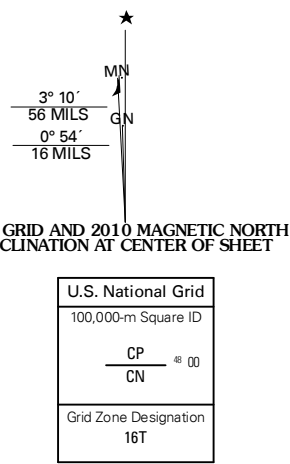 ★
MN
3° 10´
56 MILS
GN
0° 54´
16 MILS
GRID AND 2010 MAGNETIC NORTH
CLINATION AT CENTER OF SHEET
U.S. National Grid
100,000-m Square ID
CP
48 00
CN
Grid Zone Designation
16T